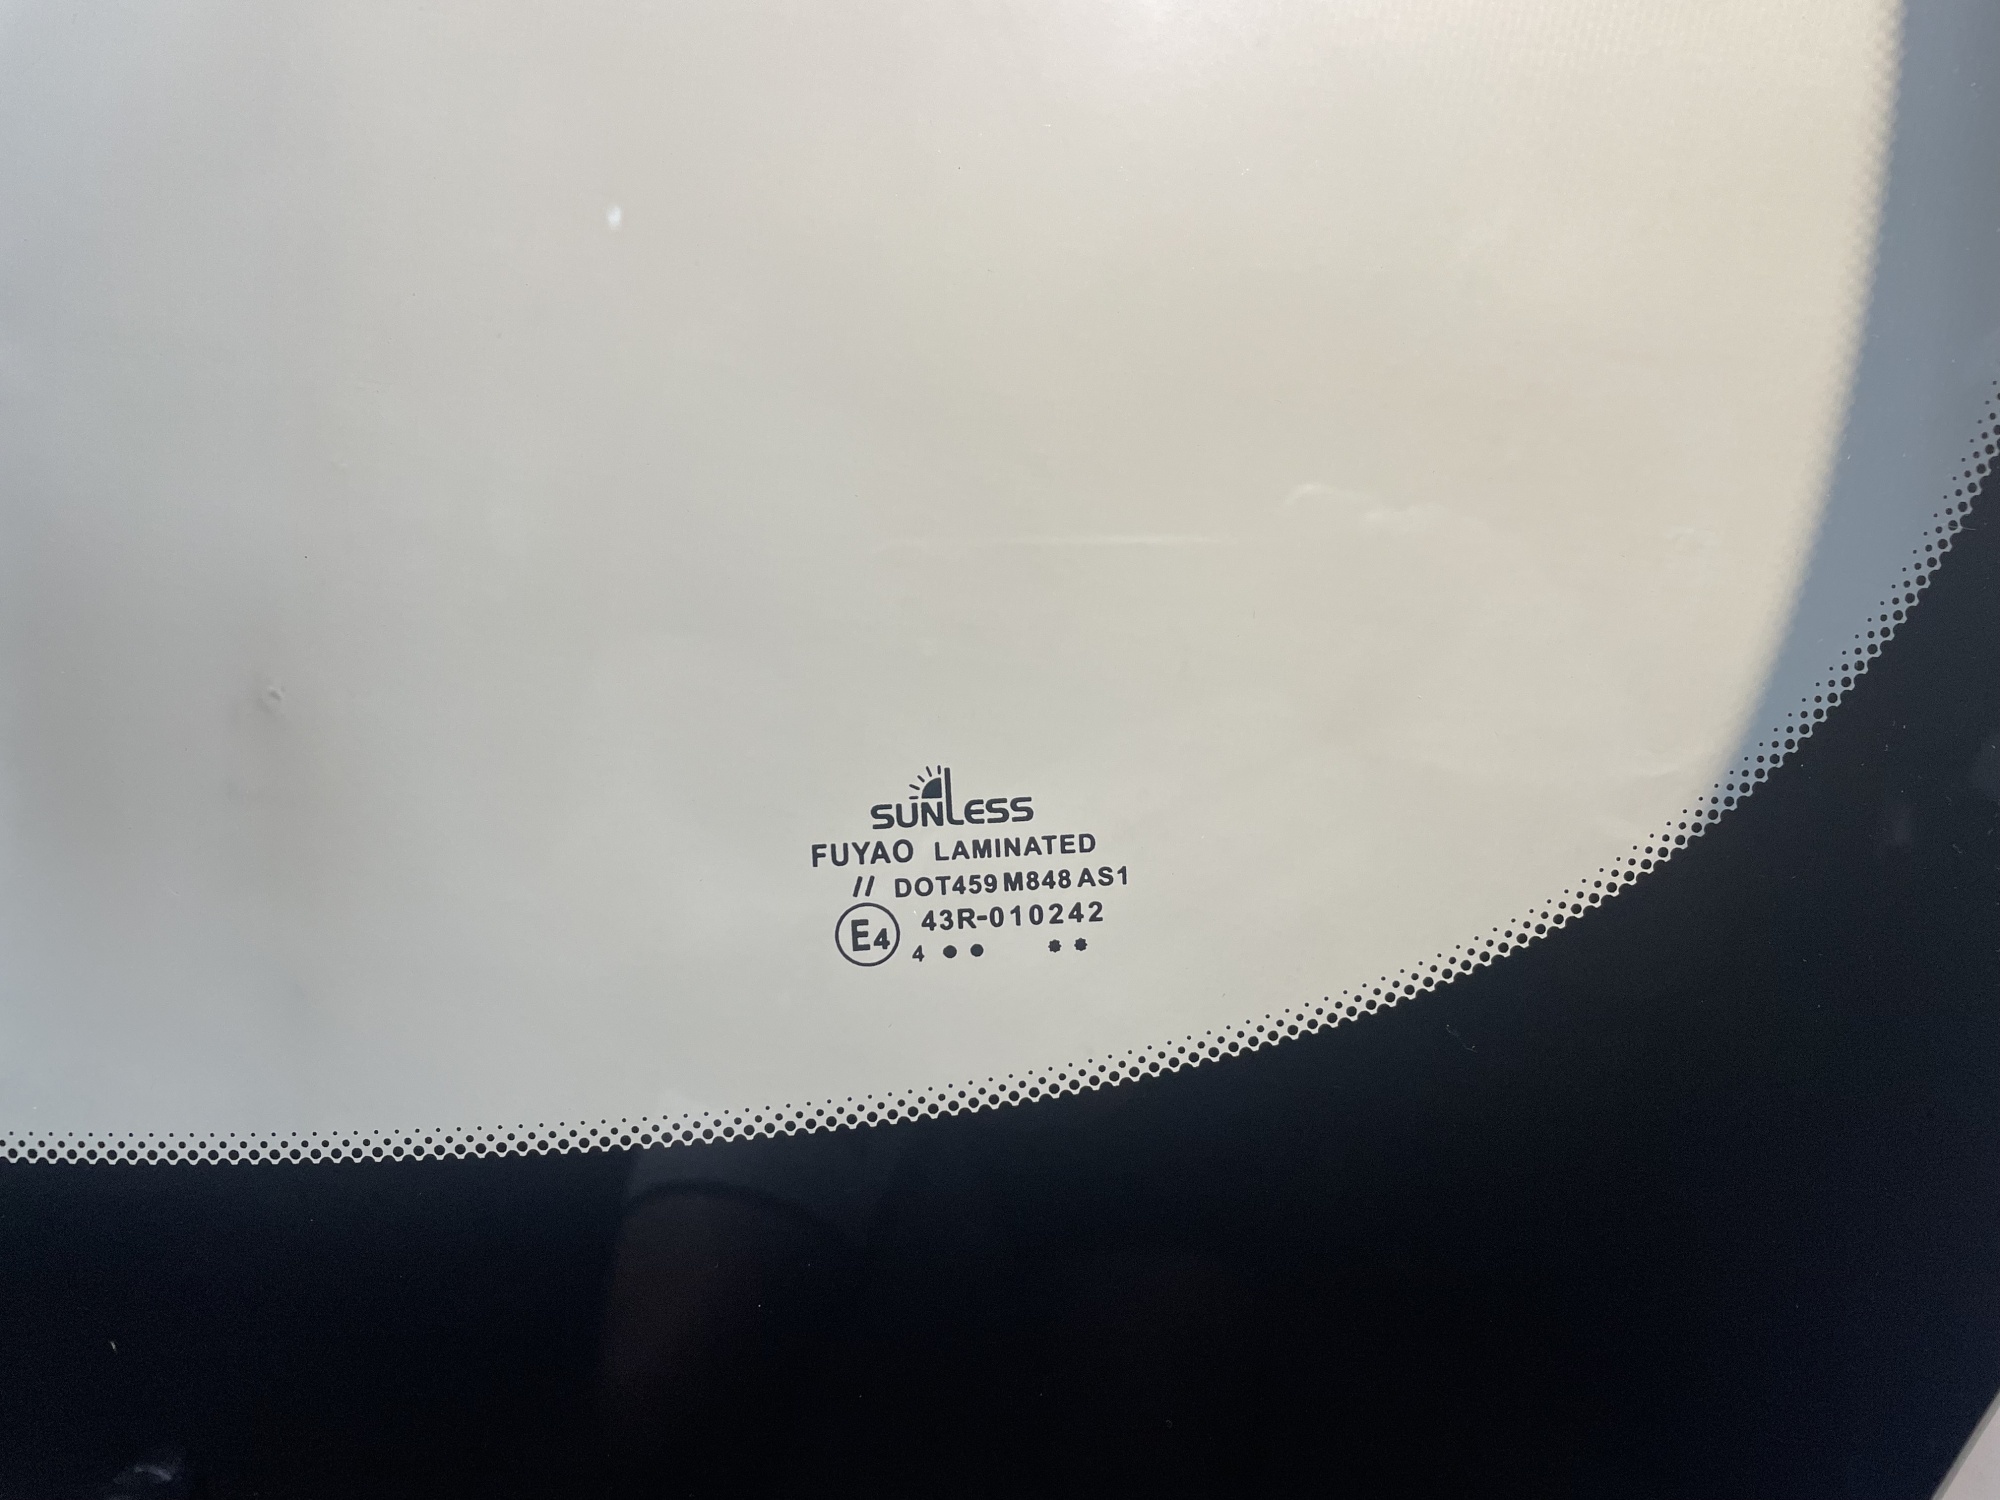 SUNLESS
FUYAO LAMINATED
// DOT459 M848 AS1
E4 43R-010242
4 ●● ✱✱